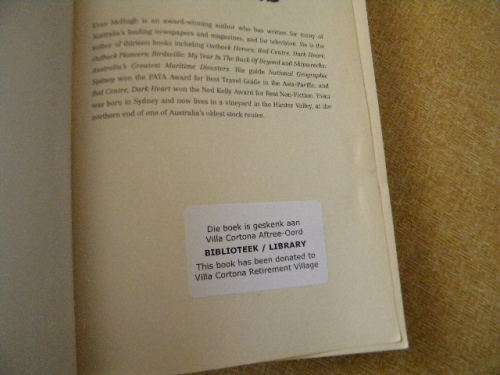 Evan McHugh is an award-winning author who has written for many of
Australia's leading newspapers and magazines, and for television. He is the
author of thirteen books including Outback Heroes, Red Centre, Dark Heart,
Outback Pioneers, Birdsville: My Year In The Back Of Beyond and Shipwrecks:
Australia's Greatest Maritime Disasters. His guide National Geographic
Sydney won the PATA Award for Best Travel Guide in the Asia-Pacific, and
Red Centre, Dark Heart won the Ned Kelly Award for Best Non-Fiction. Evan
was born in Sydney and now lives in a vineyard in the Hunter Valley, at the
northern end of one of Australia's oldest stock routes.
Die boek is geskenk aan
Villa Cortona Aftree-Oord
BIBLIOTEEK / LIBRARY
This book has been donated to
Villa Cortona Retirement Village